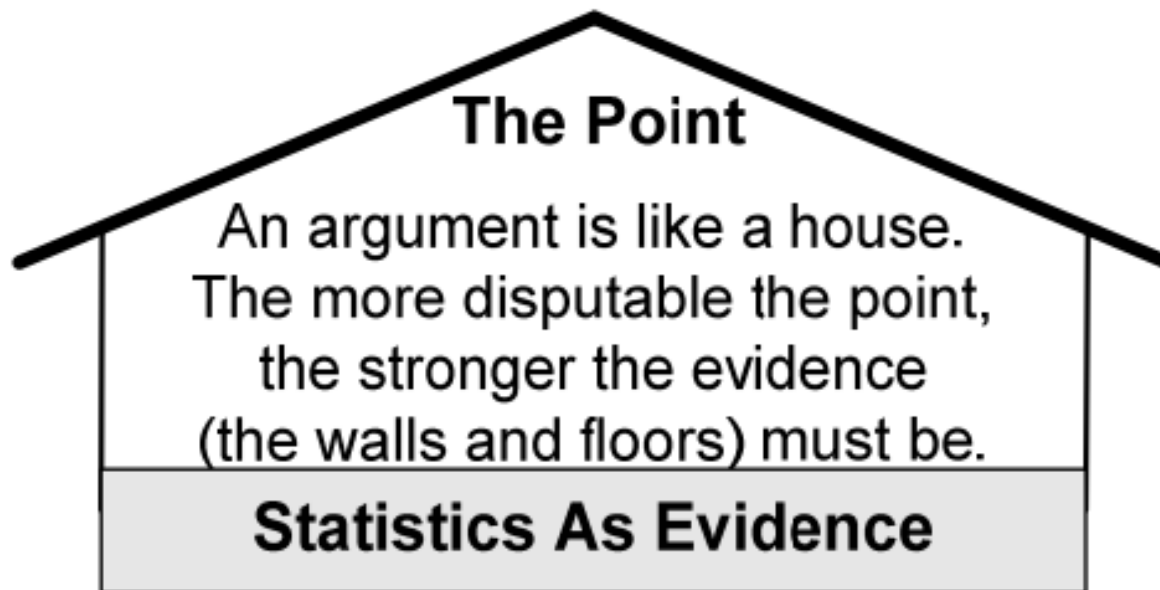 The Point
An argument is like a house.
The more disputable the point,
the stronger the evidence
(the walls and floors) must be.
Statistics As Evidence